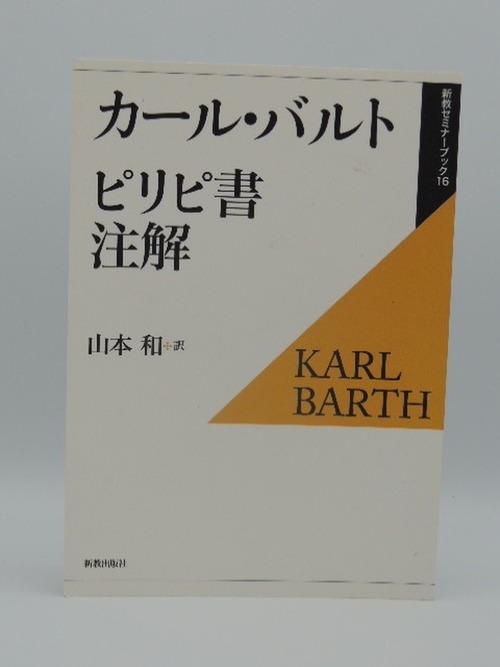 カール・バルト
ピリピ書
注解
山本 和+訳
KARL
BARTH
新教セミナーブック16
新教出版社